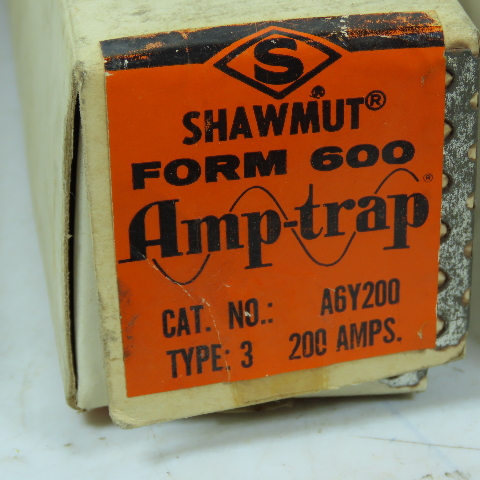 S
SHAWMUT®
FORM 600
Amp-trap®
CAT. NO.: A6Y200
TYPE: 3 200 AMPS.